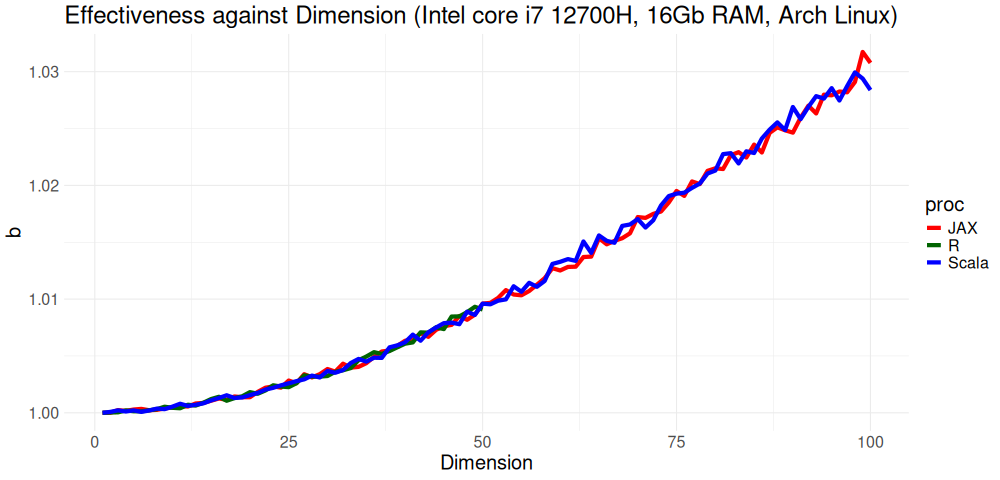 Effectiveness against Dimension (Intel core i7 12700H, 16Gb RAM, Arch Linux)
1.03
1.02
1.01
1.00
b
0 25 50 75 100
Dimension
proc
JAX
R
Scala